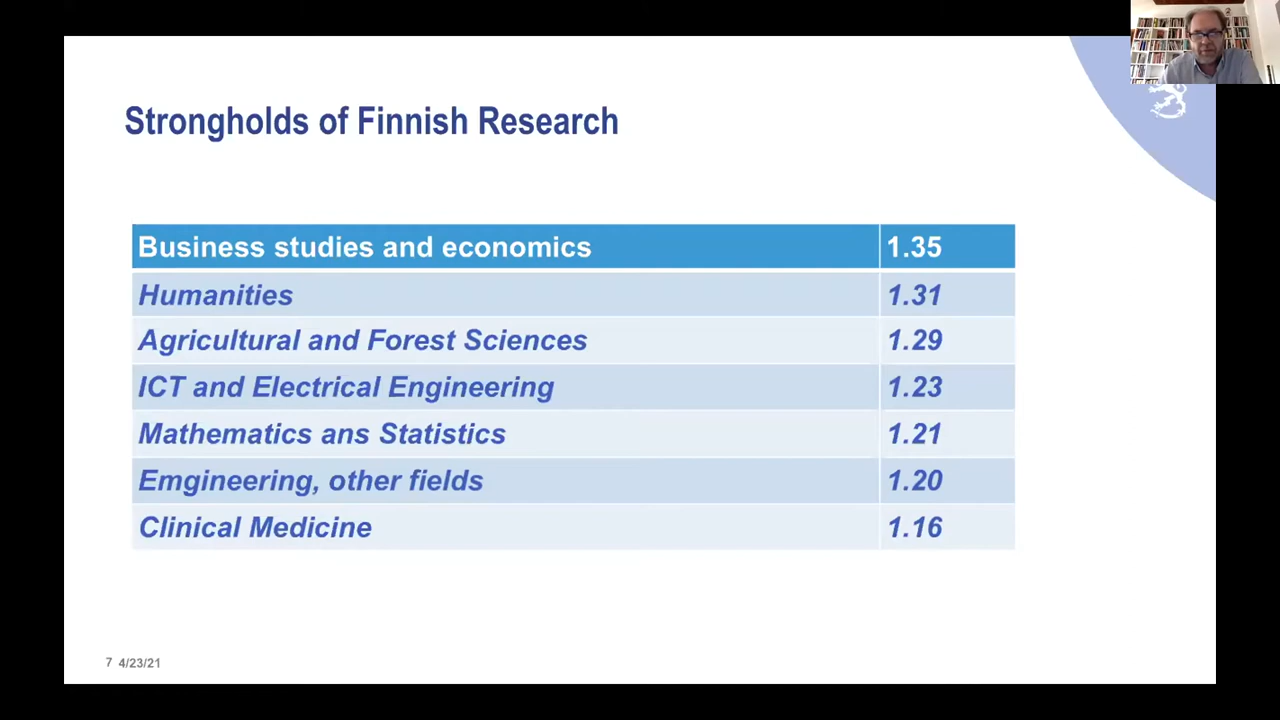 Strongholds of Finnish Research
Business studies and economics 1.35
Humanities 1.31
Agricultural and Forest Sciences 1.29
ICT and Electrical Engineering 1.23
Mathematics ans Statistics 1.21
Emgineering, other fields 1.20
Clinical Medicine 1.16
7 4/23/21